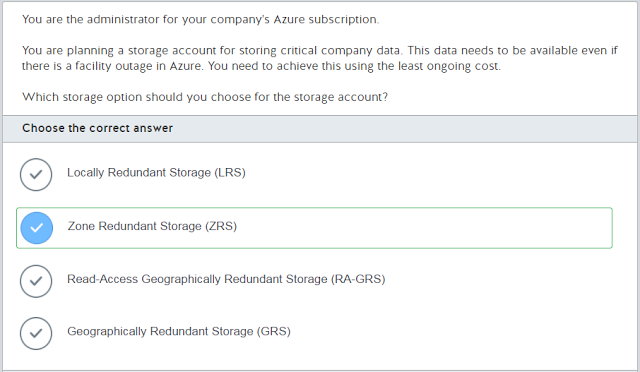 You are the administrator for your company's Azure subscription.
You are planning a storage account for storing critical company data. This data needs to be available even if
there is a facility outage in Azure. You need to achieve this using the least ongoing cost.
Which storage option should you choose for the storage account?
Choose the correct answer
Locally Redundant Storage (LRS)
Zone Redundant Storage (ZRS)
Read-Access Geographically Redundant Storage (RA-GRS)
Geographically Redundant Storage (GRS)